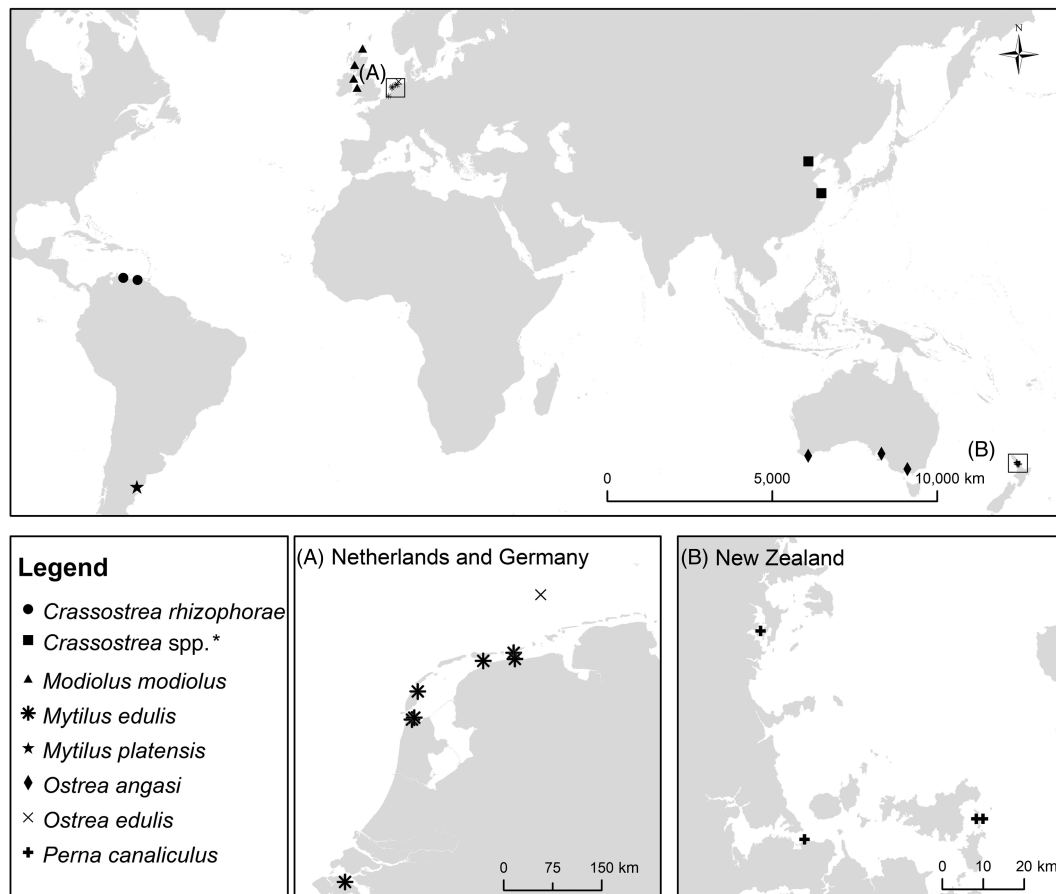 N
(A)
(B)
0 5,000 10,000 km
Legend
Crassostrea rhizophorae
Crassostrea spp.*
Modiolus modiolus
Mytilus edulis
Mytilus platensis
Ostrea angasi
Ostrea edulis
Perna canaliculus
(A) Netherlands and Germany
0 75 150 km
(B) New Zealand
0 10 20 km